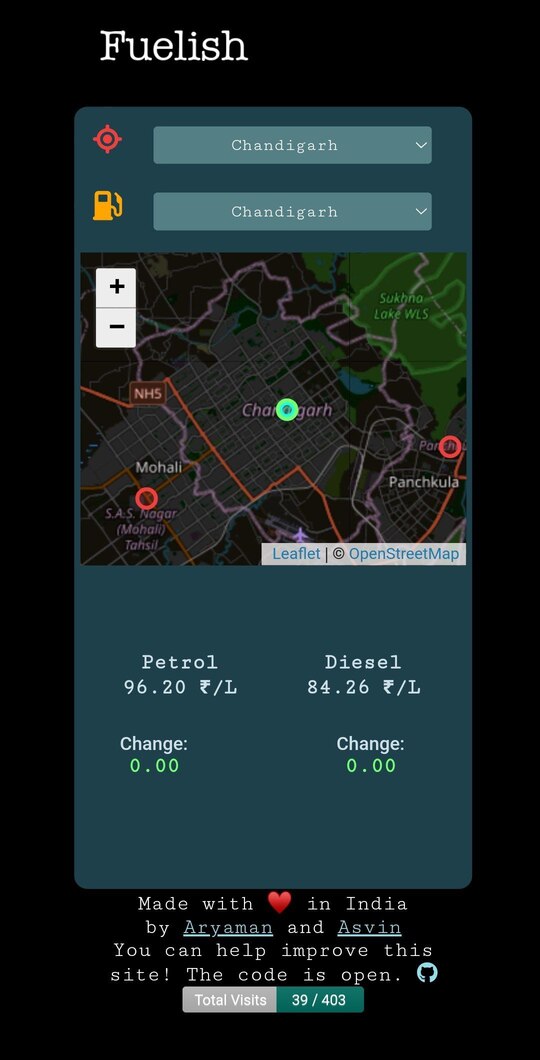 Fuelish
Chandigarh
Chandigarh
+
−
Sukhna
Lake WLS
NH5
Mohali
Panchkula
S.A.S. Nagar
(Mohali)
Tahsil
Leaflet | © OpenStreetMap
Petrol
96.20 ₹/L
Diesel
84.26 ₹/L
Change:
0.00
Change:
0.00
Made with ❤️ in India
by Aryaman and Asvin
You can help improve this
site! The code is open.
Total Visits 39 / 403